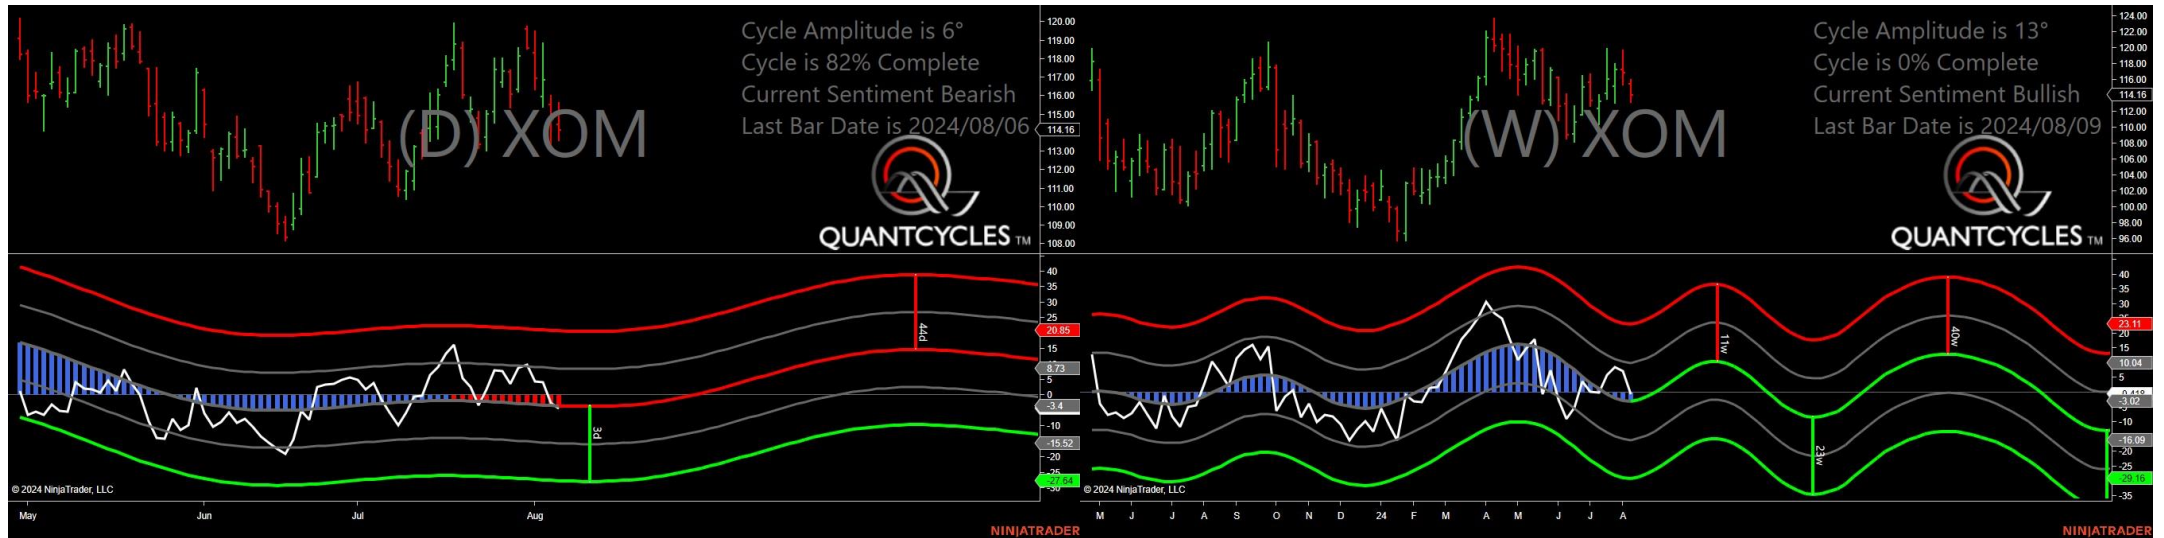 Cycle Amplitude is 6°
Cycle is 82% Complete
Current Sentiment Bearish
Last Bar Date is 2024/08/06
(D) XOM
QUANTCYCLES TM
120.00
119.00
118.00
117.00
116.00
115.00
114.16
113.00
112.00
111.00
110.00
109.00
108.00
40
35
30
25
20.85
15
10
8.73
5
0
-3.4
-10
-15.52
-20
-25
-27.64
-30
44d
3d
© 2024 NinjaTrader, LLC
May Jun Jul Aug
NINJATRADER
Cycle Amplitude is 13°
Cycle is 0% Complete
Current Sentiment Bullish
Last Bar Date is 2024/08/09
(W) XOM
QUANTCYCLES TM
124.00
122.00
120.00
118.00
116.00
114.16
112.00
110.00
108.00
106.00
104.00
102.00
100.00
98.00
96.00
40
35
30
23.11
20
15
10.04
5
-3.02
-10
-16.09
-20
-25
-29.16
-35
11w
23w
40w
© 2024 NinjaTrader, LLC
M J J A S O N D 24 F M A M J J A
NINJATRADER